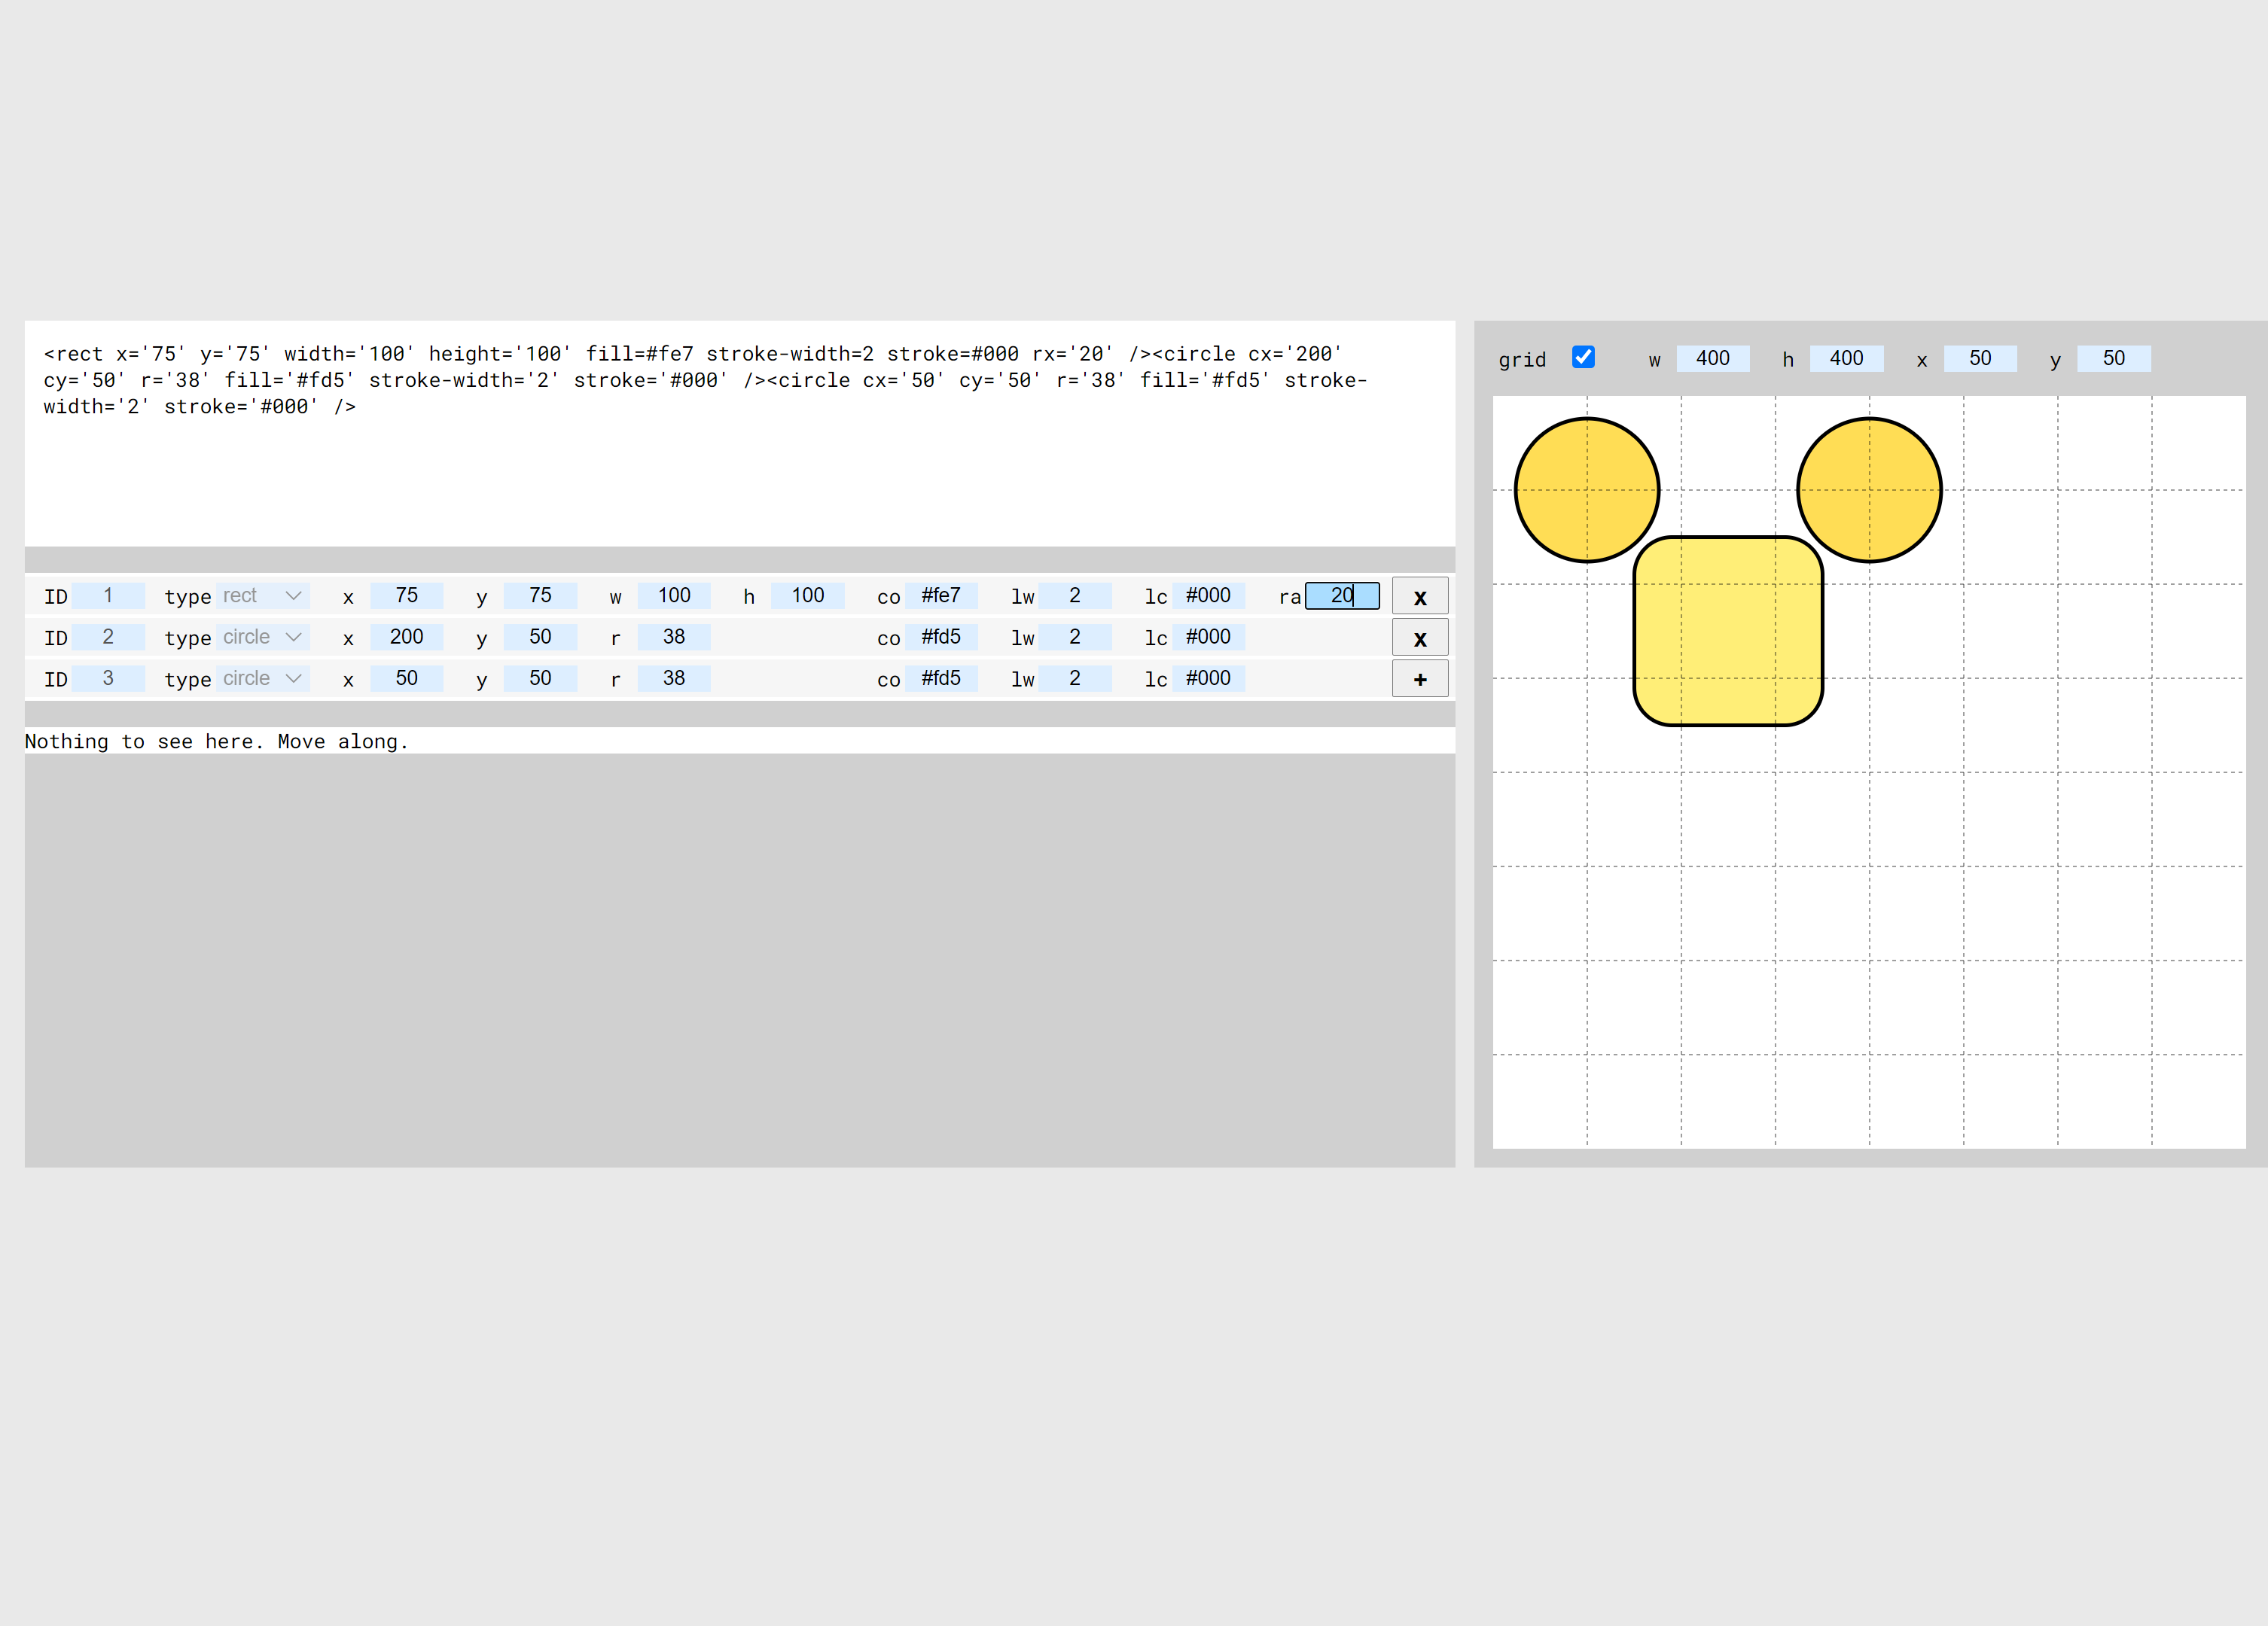 <rect x='75' y='75' width='100' height='100' fill=#fe7 stroke-width=2 stroke=#000 rx='20' /><circle cx='200'
cy='50' r='38' fill='#fd5' stroke-width='2' stroke='#000' /><circle cx='50' cy='50' r='38' fill='#fd5' stroke-
width='2' stroke='#000' />
grid w 400 h 400 x 50 y 50
ID 1 type rect x 75 y 75 w 100 h 100 co #fe7 lw 2 lc #000 ra 20 x
ID 2 type circle x 200 y 50 r 38 co #fd5 lw 2 lc #000 x
ID 3 type circle x 50 y 50 r 38 co #fd5 lw 2 lc #000 +
Nothing to see here. Move along.